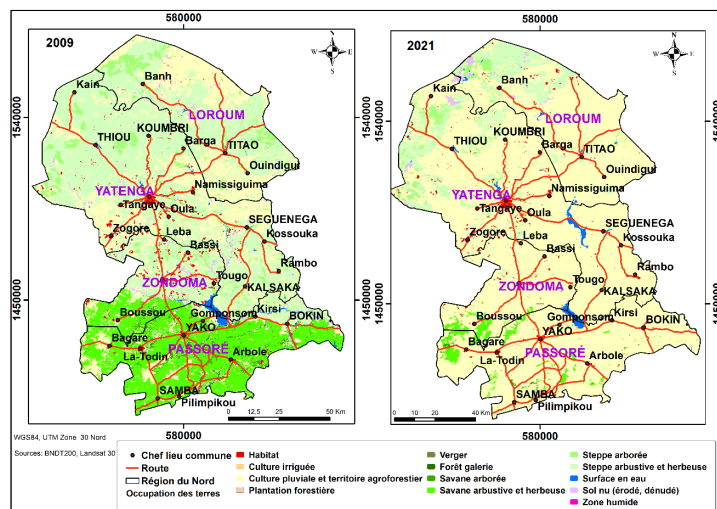 580000
580000
2009
2021
N
W E
S
N
W E
S
Kain
Banh
LOROUM
1540000
THIOU
KOUMBRI
Barga
TITAO
Ouindigui
YATENGA
Namissiguima
Tangaye
Oula
SEGUENEGA
Zogore
Leba
Kossouka
Bassi
Rambo
ZONDOMA
Tougo
KALSAKA
1450000
Boussou
Gomponsom
Kirsi
YAKO
BOKIN
Bagare
La-Todin
PASSORÉ
Arbole
SAMBA
Pilimpikou
0 12.5 25 50 Km
580000
Kain
Banh
LOROUM
1540000
THIOU
KOUMBRI
Barga
TITAO
Ouindigui
YATENGA
Namissiguima
Tangaye
Oula
SEGUENEGA
Zogore
Leba
Kossouka
Bassi
Rambo
ZONDOMA
Tougo
KALSAKA
1450000
Boussou
Gomponsom
Kirsi
YAKO
BOKIN
Bagare
La-Todin
PASSORÉ
Arbole
SAMBA
Pilimpikou
0 20 40 Km
580000
WGS84, UTM Zone 30 Nord
Sources: BNDT200, Landsat 30
Chef lieu commune
Route
Région du Nord
Occupation des terres
Habitat
Culture irriguée
Culture pluviale et territoire agroforestier
Plantation forestière
Verger
Forêt galerie
Savane arborée
Savane arbustive et herbeuse
Steppe arborée
Steppe arbustive et herbeuse
Surface en eau
Sol nu (érodé, dénudé)
Zone humide